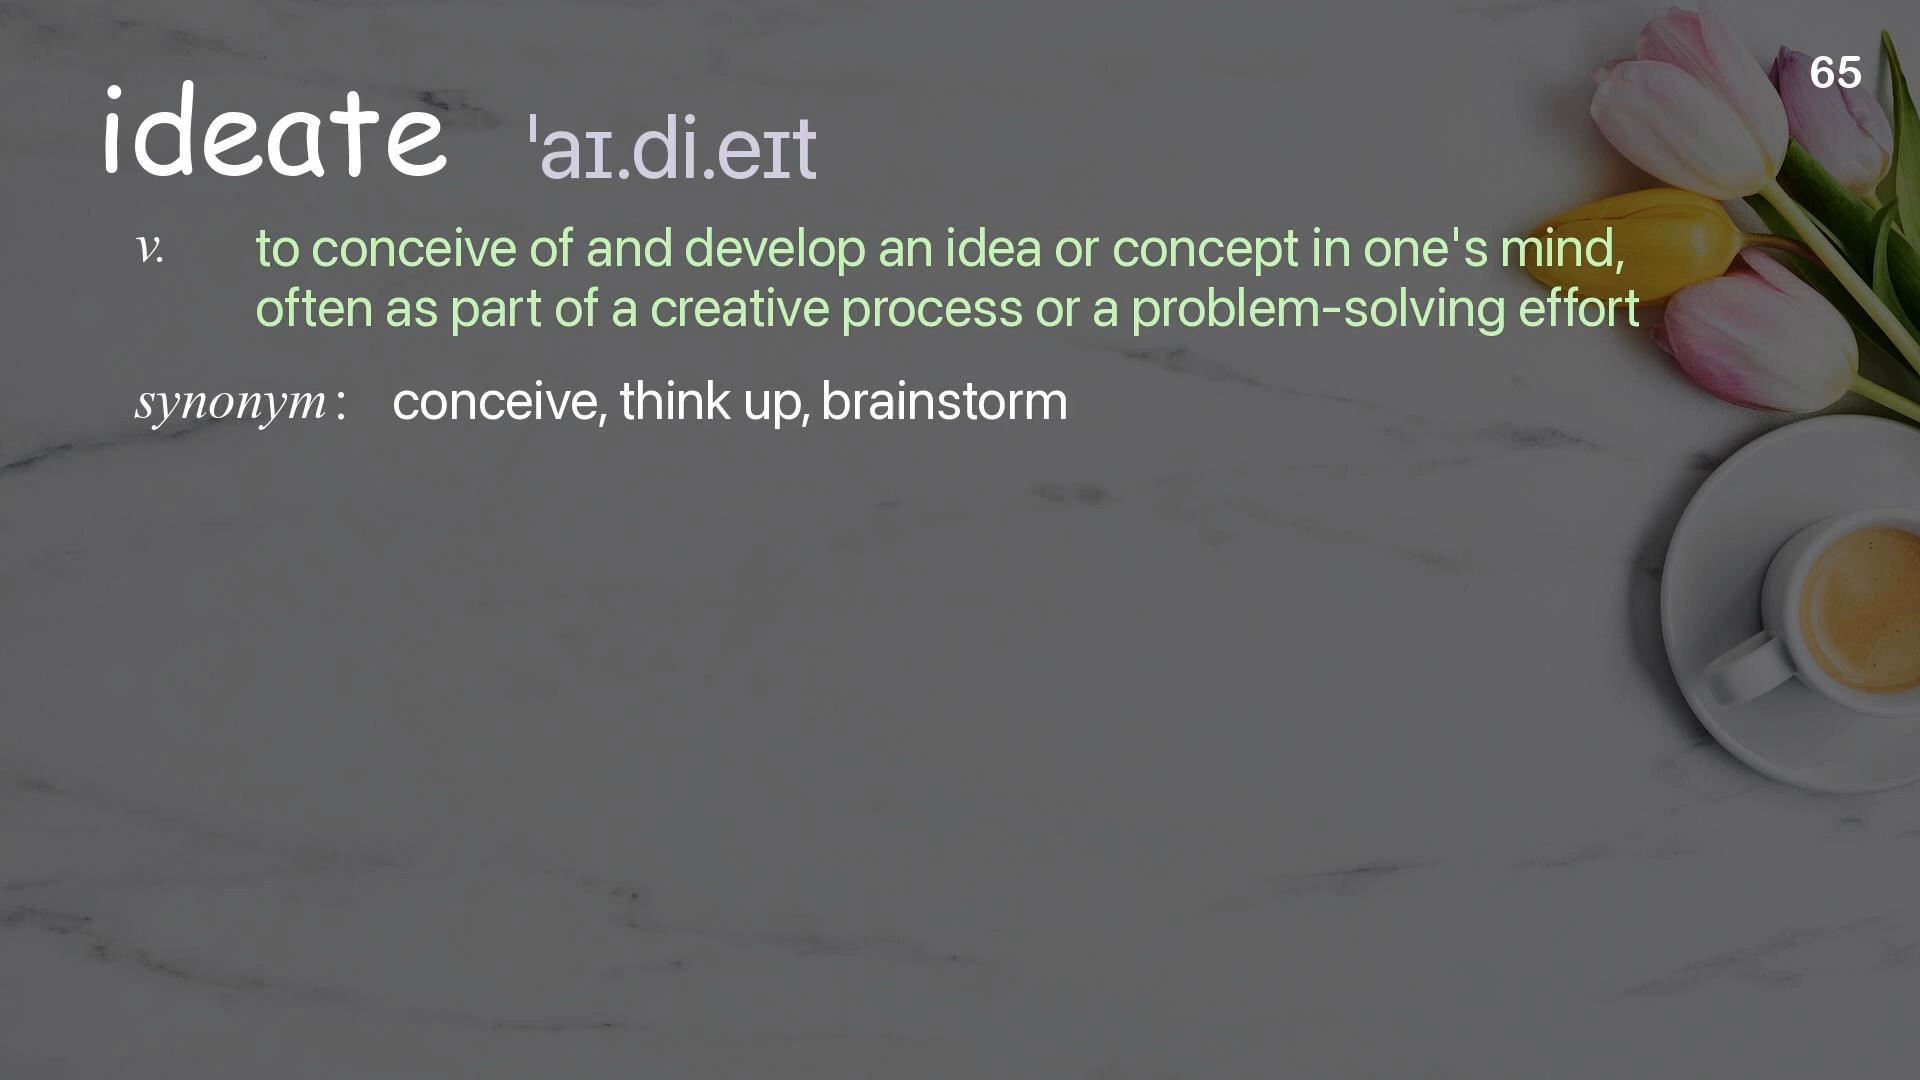 65
ideate ˈaɪ.di.eɪt
v. to conceive of and develop an idea or concept in one's mind,
often as part of a creative process or a problem-solving effort
synonym : conceive, think up, brainstorm